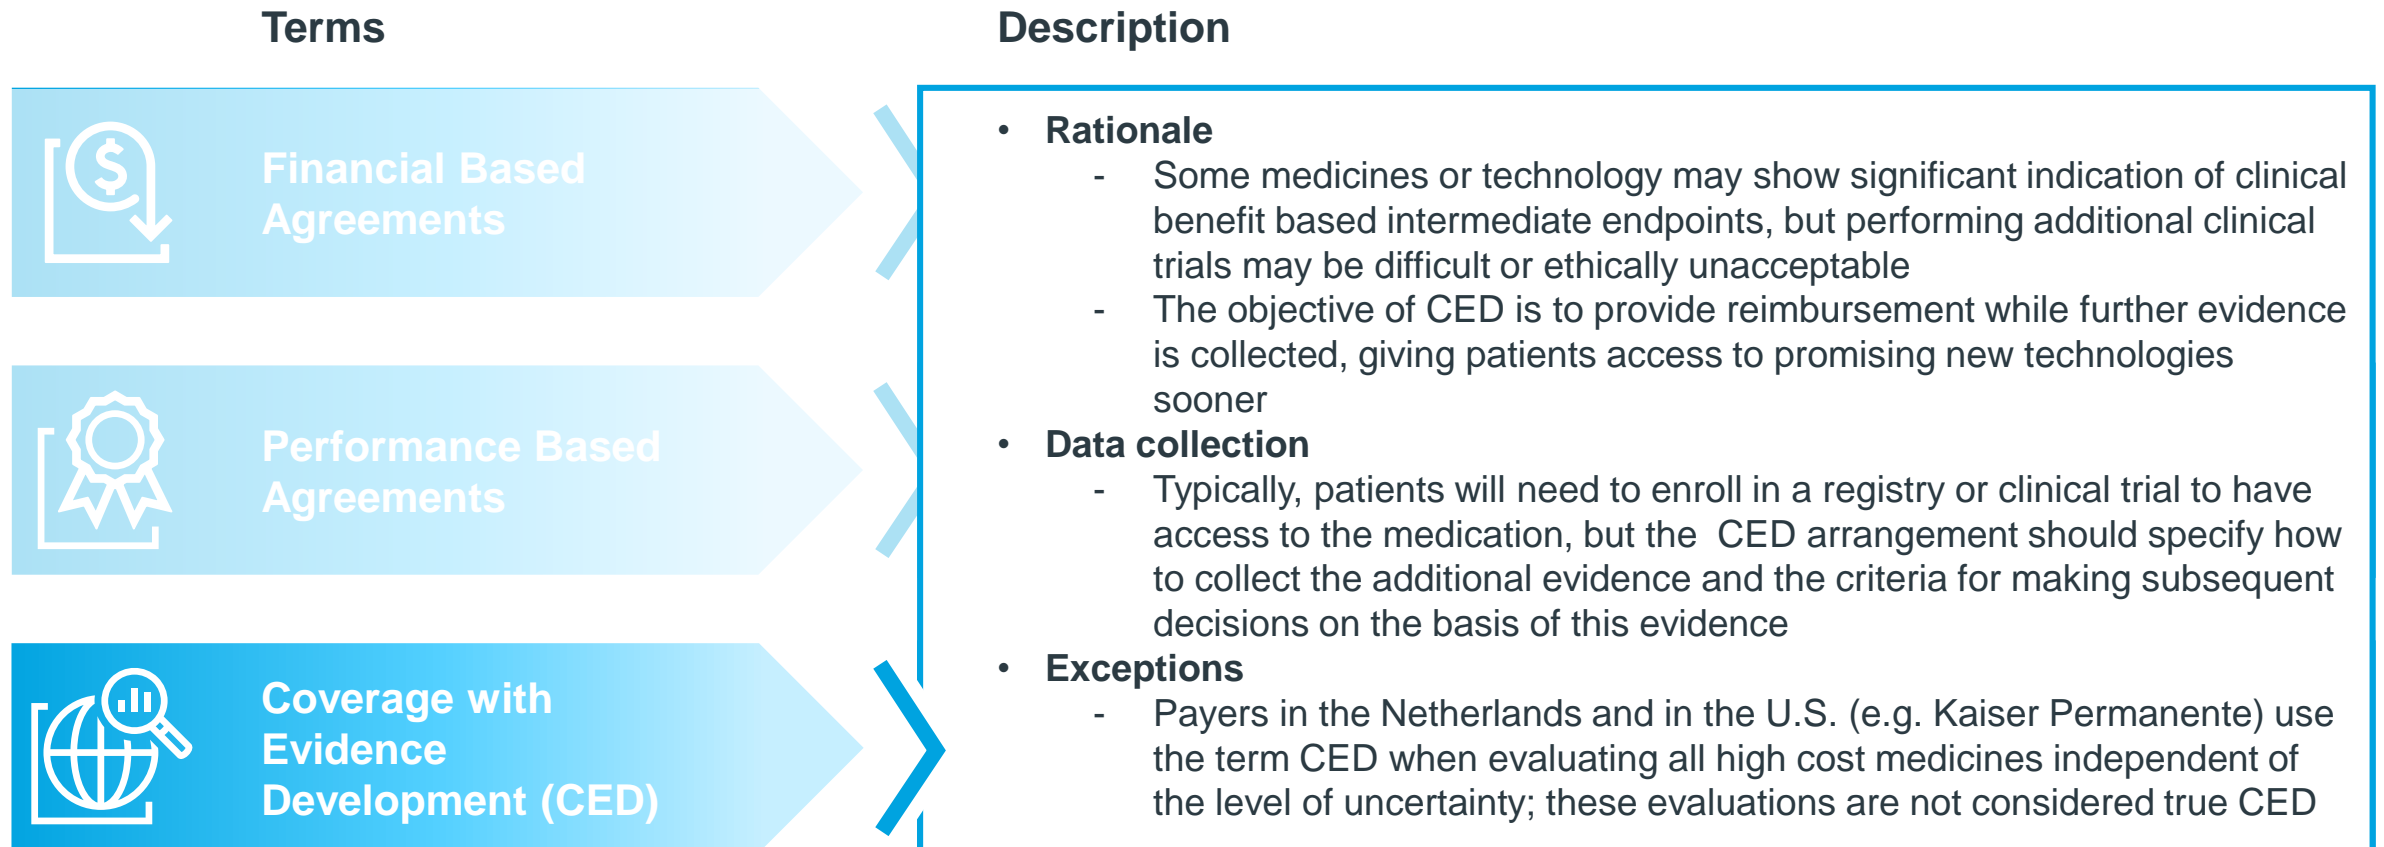 Terms
Description
Financial Based
Agreements
Performance Based
Agreements
Coverage with
Evidence
Development (CED)
• Rationale
- Some medicines or technology may show significant indication of clinical
benefit based intermediate endpoints, but performing additional clinical
trials may be difficult or ethically unacceptable
- The objective of CED is to provide reimbursement while further evidence
is collected, giving patients access to promising new technologies
sooner
• Data collection
- Typically, patients will need to enroll in a registry or clinical trial to have
access to the medication, but the CED arrangement should specify how
to collect the additional evidence and the criteria for making subsequent
decisions on the basis of this evidence
• Exceptions
- Payers in the Netherlands and in the U.S. (e.g. Kaiser Permanente) use
the term CED when evaluating all high cost medicines independent of
the level of uncertainty; these evaluations are not considered true CED